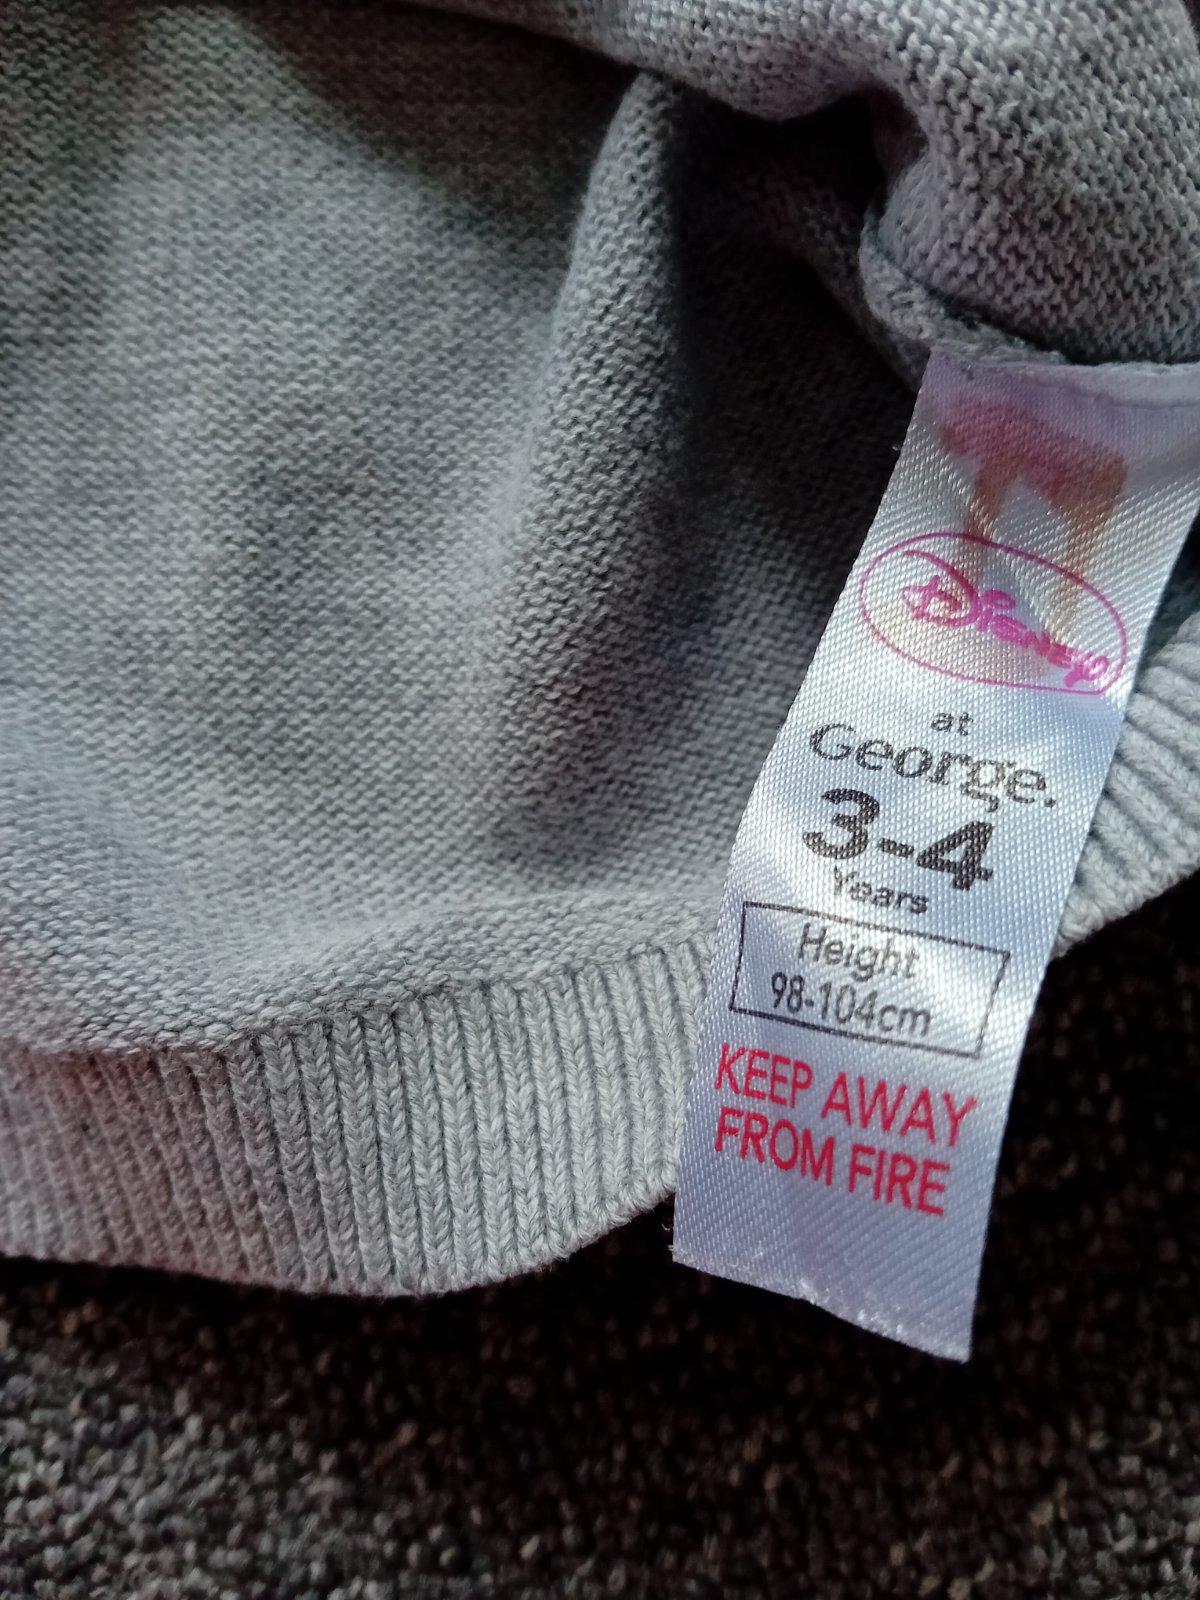 Disney
at
George.
3-4
Years
Height
98-104cm
KEEP AWAY
FROM FIRE